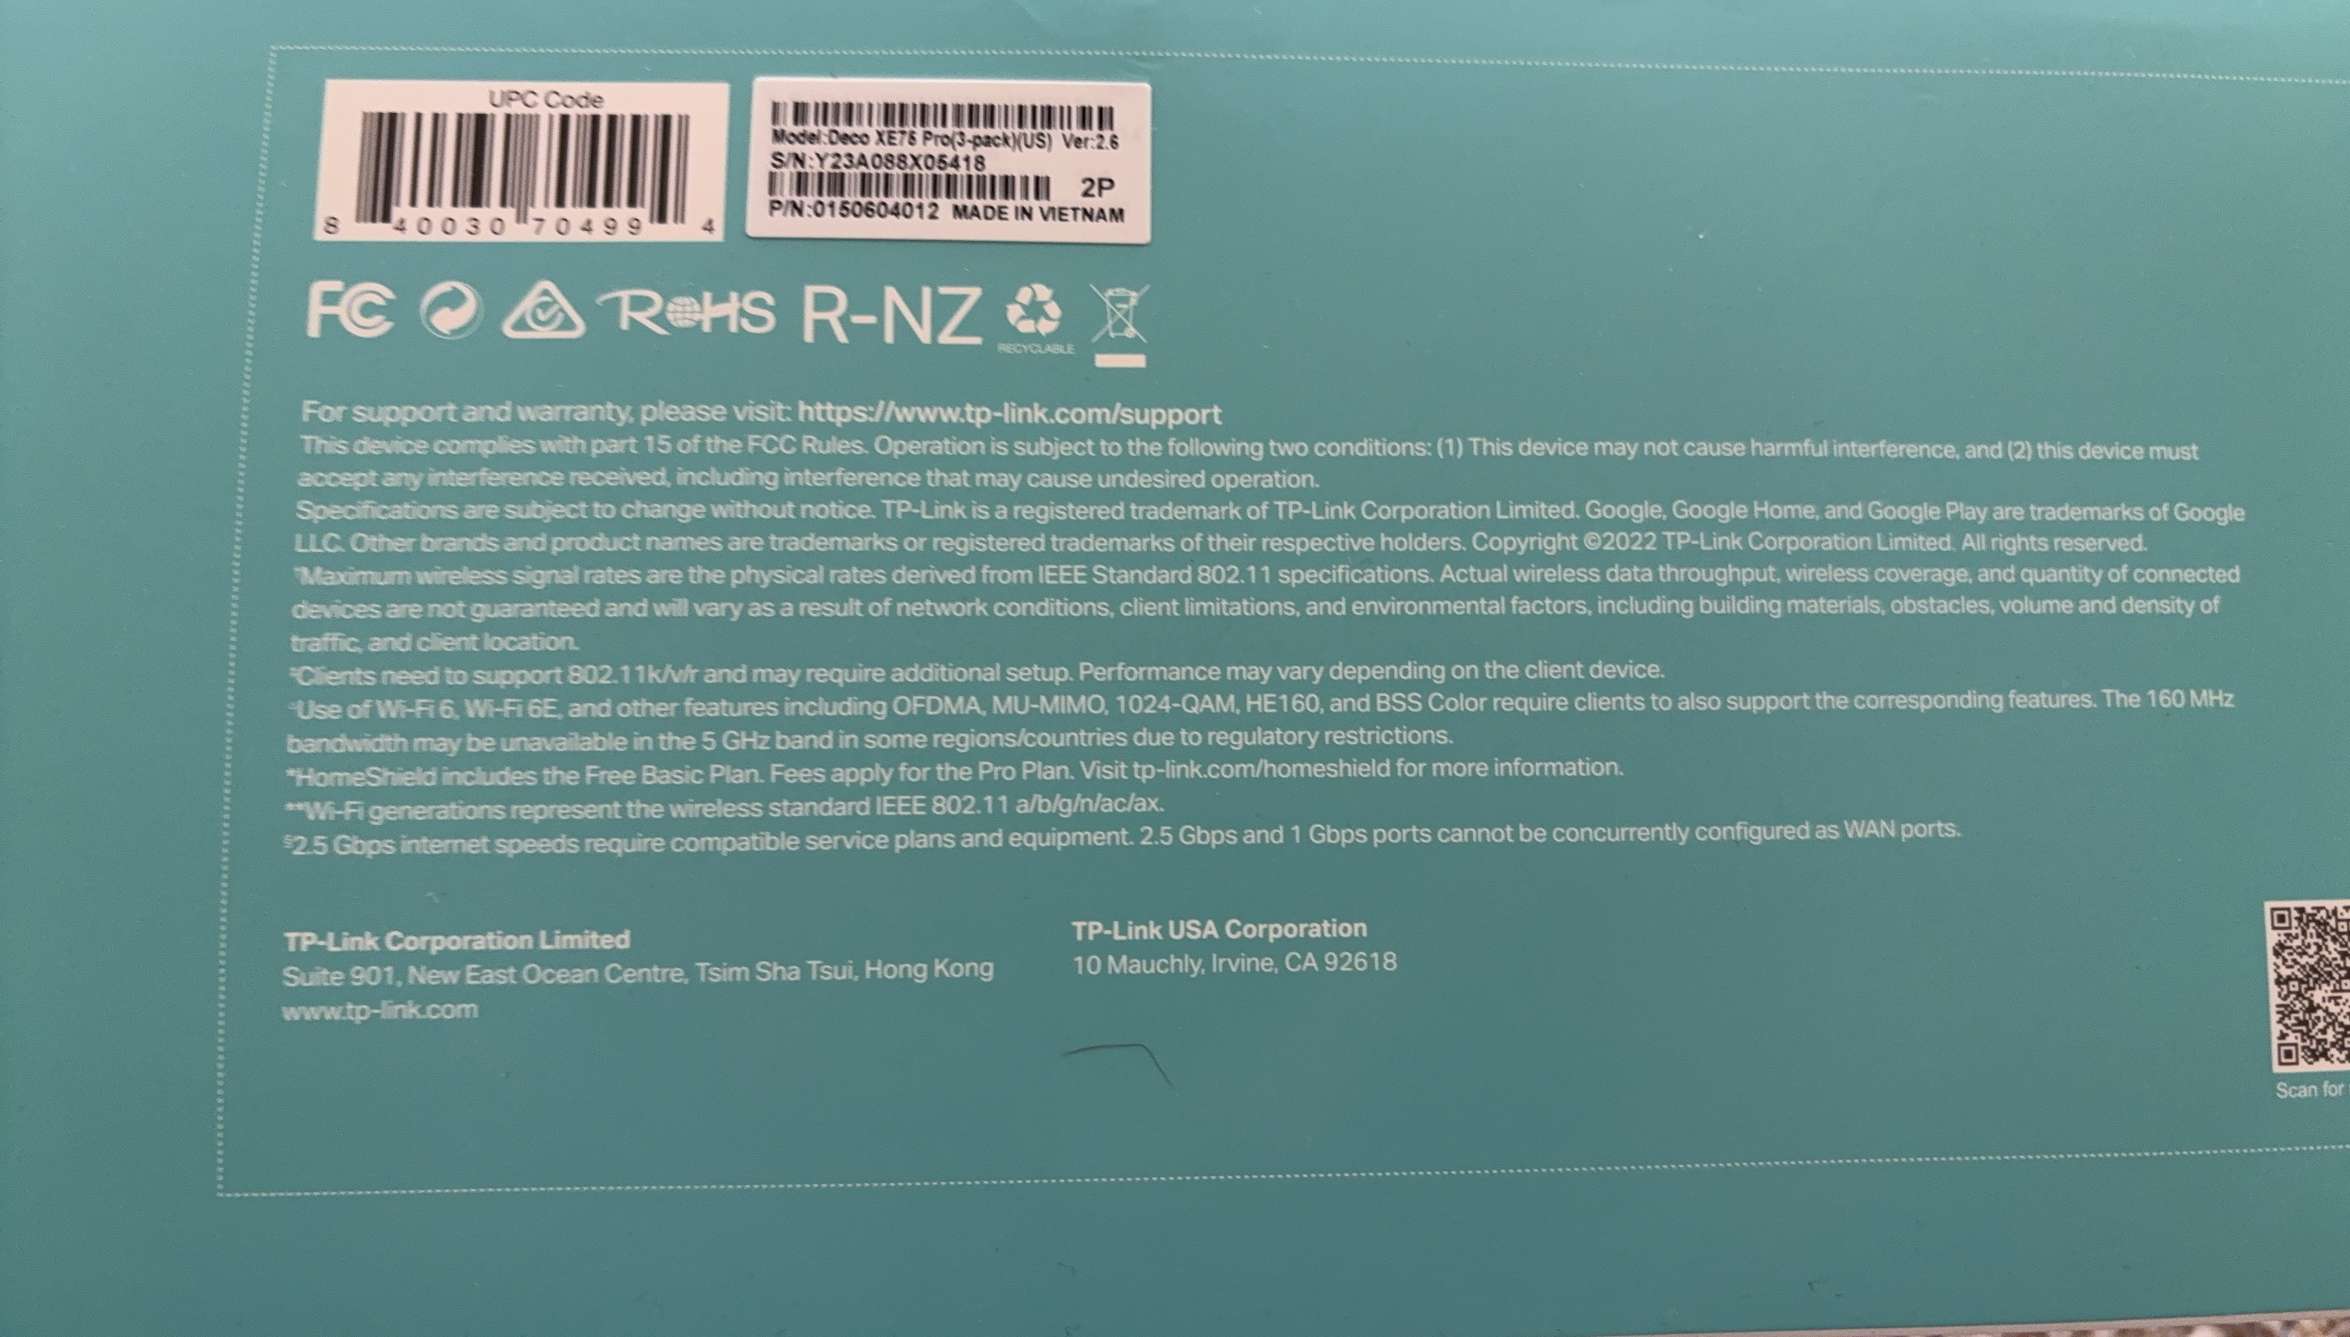 UPC Code
8 40030 70499 4
Model:Deco XE75 Pro(3-pack)(US) Ver:2.6
S/N:Y23A088X05418
2P
P/N:0150604012 MADE IN VIETNAM
FC RoHS R-NZ
RECYCLABLE
For support and warranty, please visit: https://www.tp-link.com/support
This device complies with part 15 of the FCC Rules. Operation is subject to the following two conditions: (1) This device may not cause harmful interference, and (2) this device must
accept any interference received, including interference that may cause undesired operation.
Specifications are subject to change without notice. TP-Link is a registered trademark of TP-Link Corporation Limited. Google, Google Home, and Google Play are trademarks of Google
LLC. Other brands and product names are trademarks or registered trademarks of their respective holders. Copyright ©2022 TP-Link Corporation Limited. All rights reserved.
Maximum wireless signal rates are the physical rates derived from IEEE Standard 802.11 specifications. Actual wireless data throughput, wireless coverage, and quantity of connected
devices are not guaranteed and will vary as a result of network conditions, client limitations, and environmental factors, including building materials, obstacles, volume and density of
traffic, and client location.
Clients need to support 802.11k/v/r and may require additional setup. Performance may vary depending on the client device.
Use of Wi-Fi 6, Wi-Fi 6E, and other features including OFDMA, MU-MIMO, 1024-QAM, HE160, and BSS Color require clients to also support the corresponding features. The 160 MHz
bandwidth may be unavailable in the 5 GHz band in some regions/countries due to regulatory restrictions.
*HomeShield includes the Free Basic Plan. Fees apply for the Pro Plan. Visit tp-link.com/homeshield for more information.
**Wi-Fi generations represent the wireless standard IEEE 802.11 a/b/g/n/ac/ax.
§2.5 Gbps internet speeds require compatible service plans and equipment. 2.5 Gbps and 1 Gbps ports cannot be concurrently configured as WAN ports.
TP-Link Corporation Limited
Suite 901, New East Ocean Centre, Tsim Sha Tsui, Hong Kong
www.tp-link.com
TP-Link USA Corporation
10 Mauchly, Irvine, CA 92618
Scan for